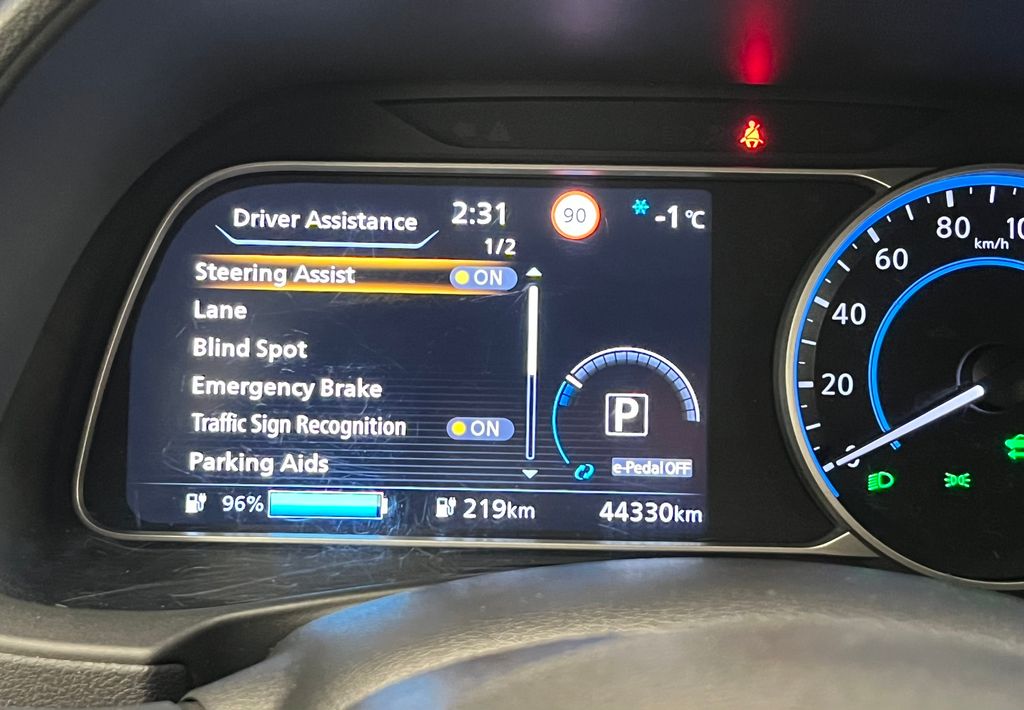 Driver Assistance
2:31
90
-1°C
1/2
Steering Assist
ON
Lane
Blind Spot
Emergency Brake
Traffic Sign Recognition
ON
Parking Aids
P
e-Pedal OFF
96%
219km
44330km
80
km/h
60
40
20
0